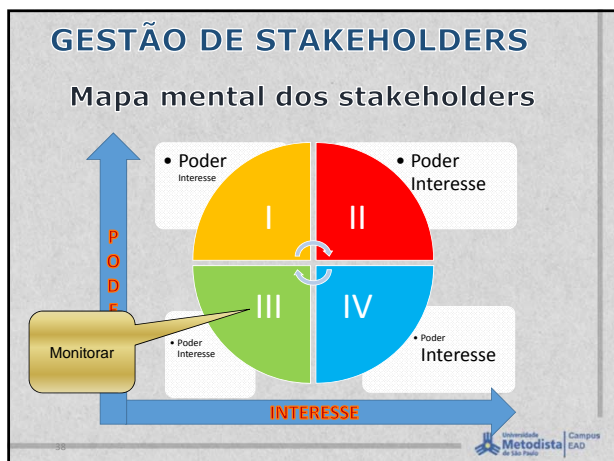 GESTÃO DE STAKEHOLDERS
Mapa mental dos stakeholders
• Poder
Interesse
• Poder
Interesse
I
II
P
O
D
E
III
IV
Monitorar
• Poder
Interesse
• Poder
Interesse
INTERESSE
38
Universidade
Metodista
de São Paulo
Campus
EAD